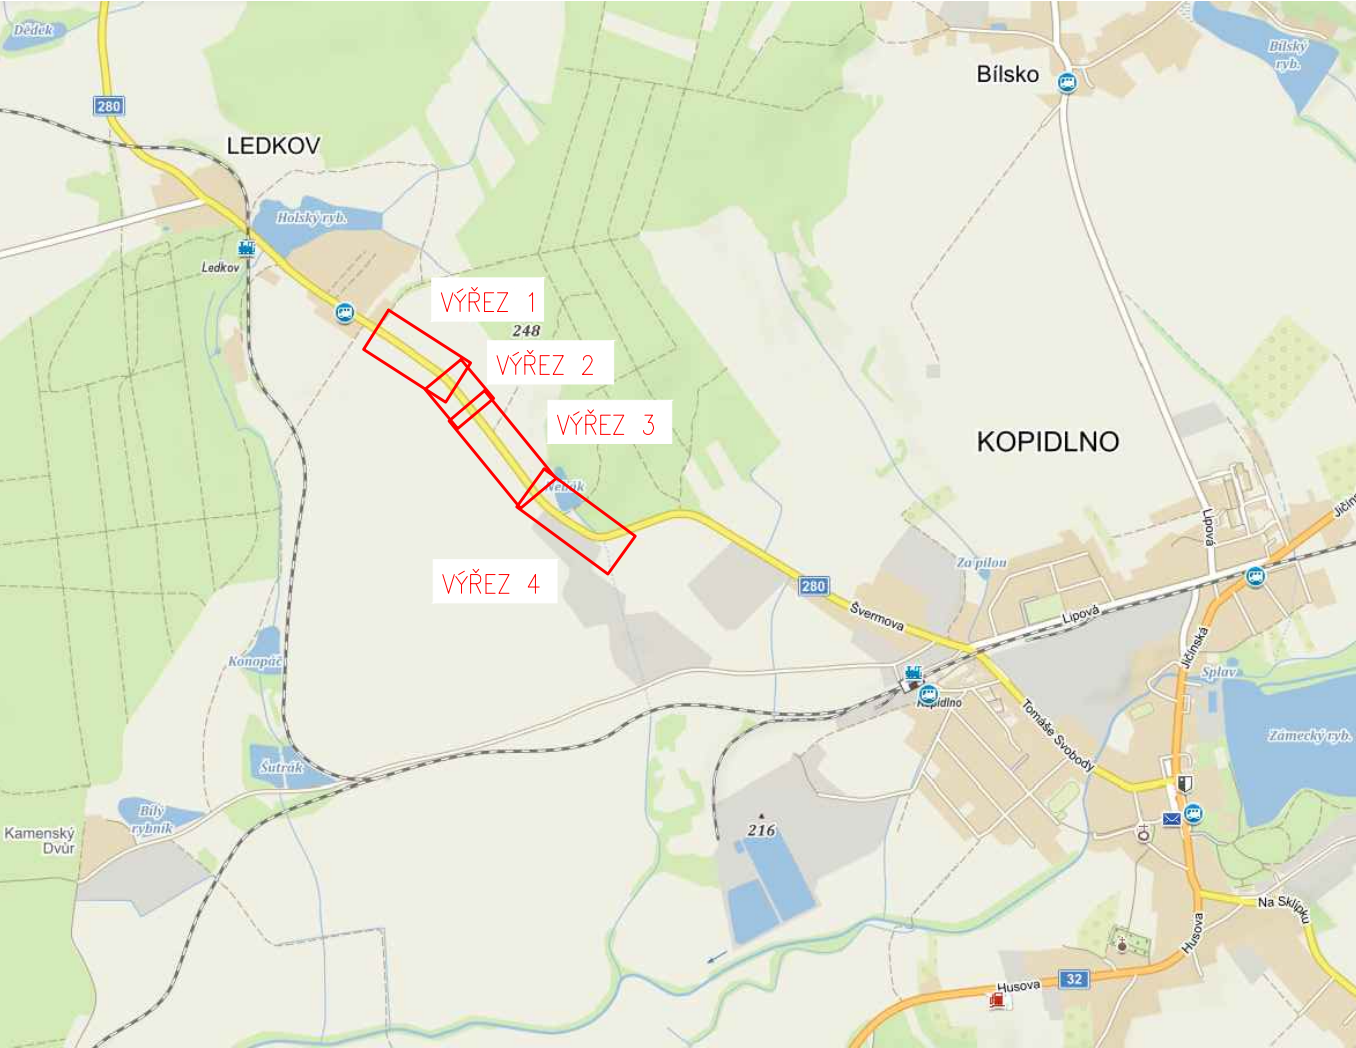 Dědek
Bílský
ryb.
Bílsko
280
LEDKOV
Holský ryb.
Ledkov
VÝŘEZ 1
248
VÝŘEZ 2
VÝŘEZ 3
KOPIDLNO
Nebák
Lipová
Jičíns
Za pilou
VÝŘEZ 4
280
Švermova
Lipová
Jičínská
Konopáč
Splav
Kopidlno
Tomáše Svobody
Zámecký ryb.
Šutrák
Bílý
rybník
Kamenský
Dvůr
216
Na Sklípku
Husova
32
Husova